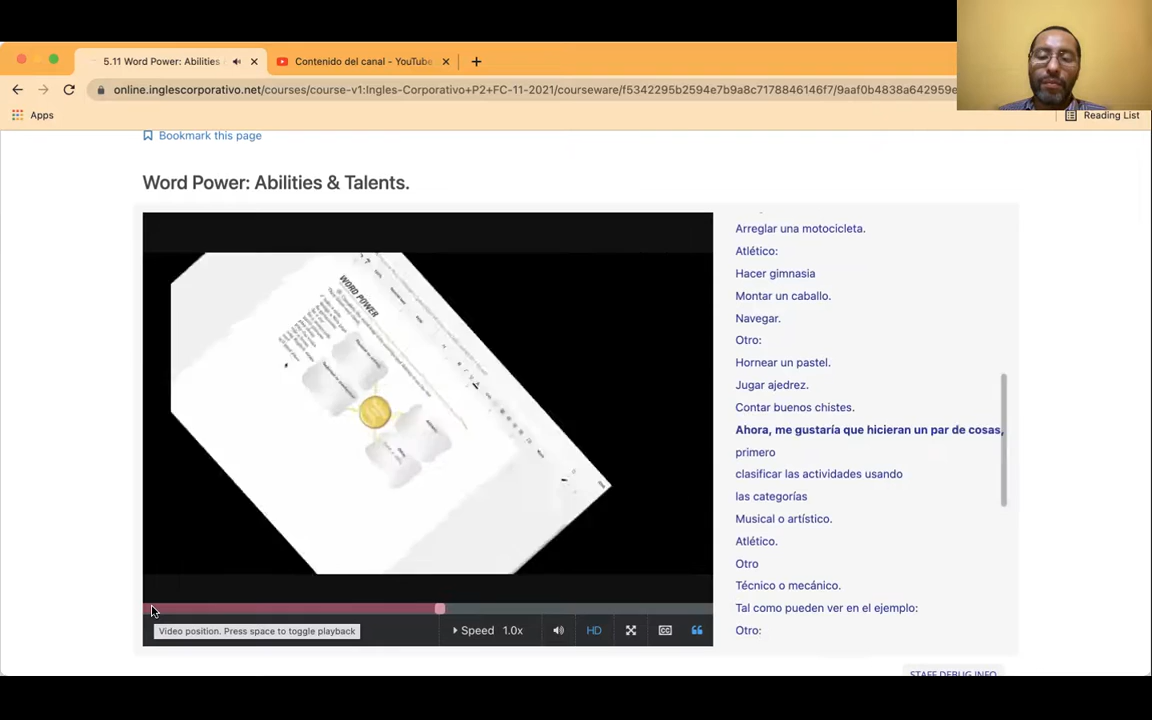 5.11 Word Power: Abilities
Contenido del canal - YouTube
online.inglescorporativo.net/courses/course-v1:Ingles-Corporativo+P2+FC-11-2021/courseware/f5342295b2594e7b9a8c7178846146f7/9aaf0b4838a642959e
Apps
Reading List
Bookmark this page
Word Power: Abilities & Talents.
WORD POWER
Arreglar una motocicleta.
Atlético:
Hacer gimnasia
Montar un caballo.
Navegar.
Otro:
Hornear un pastel.
Jugar ajedrez.
Contar buenos chistes.
Ahora, me gustaría que hicieran un par de cosas,
primero
clasificar las actividades usando
las categorías
Musical o artístico.
Atlético.
Otro
Técnico o mecánico.
Tal como pueden ver en el ejemplo:
Otro:
Video position. Press space to toggle playback
Speed 1.0x
HD
STAFF DEBUG INFO